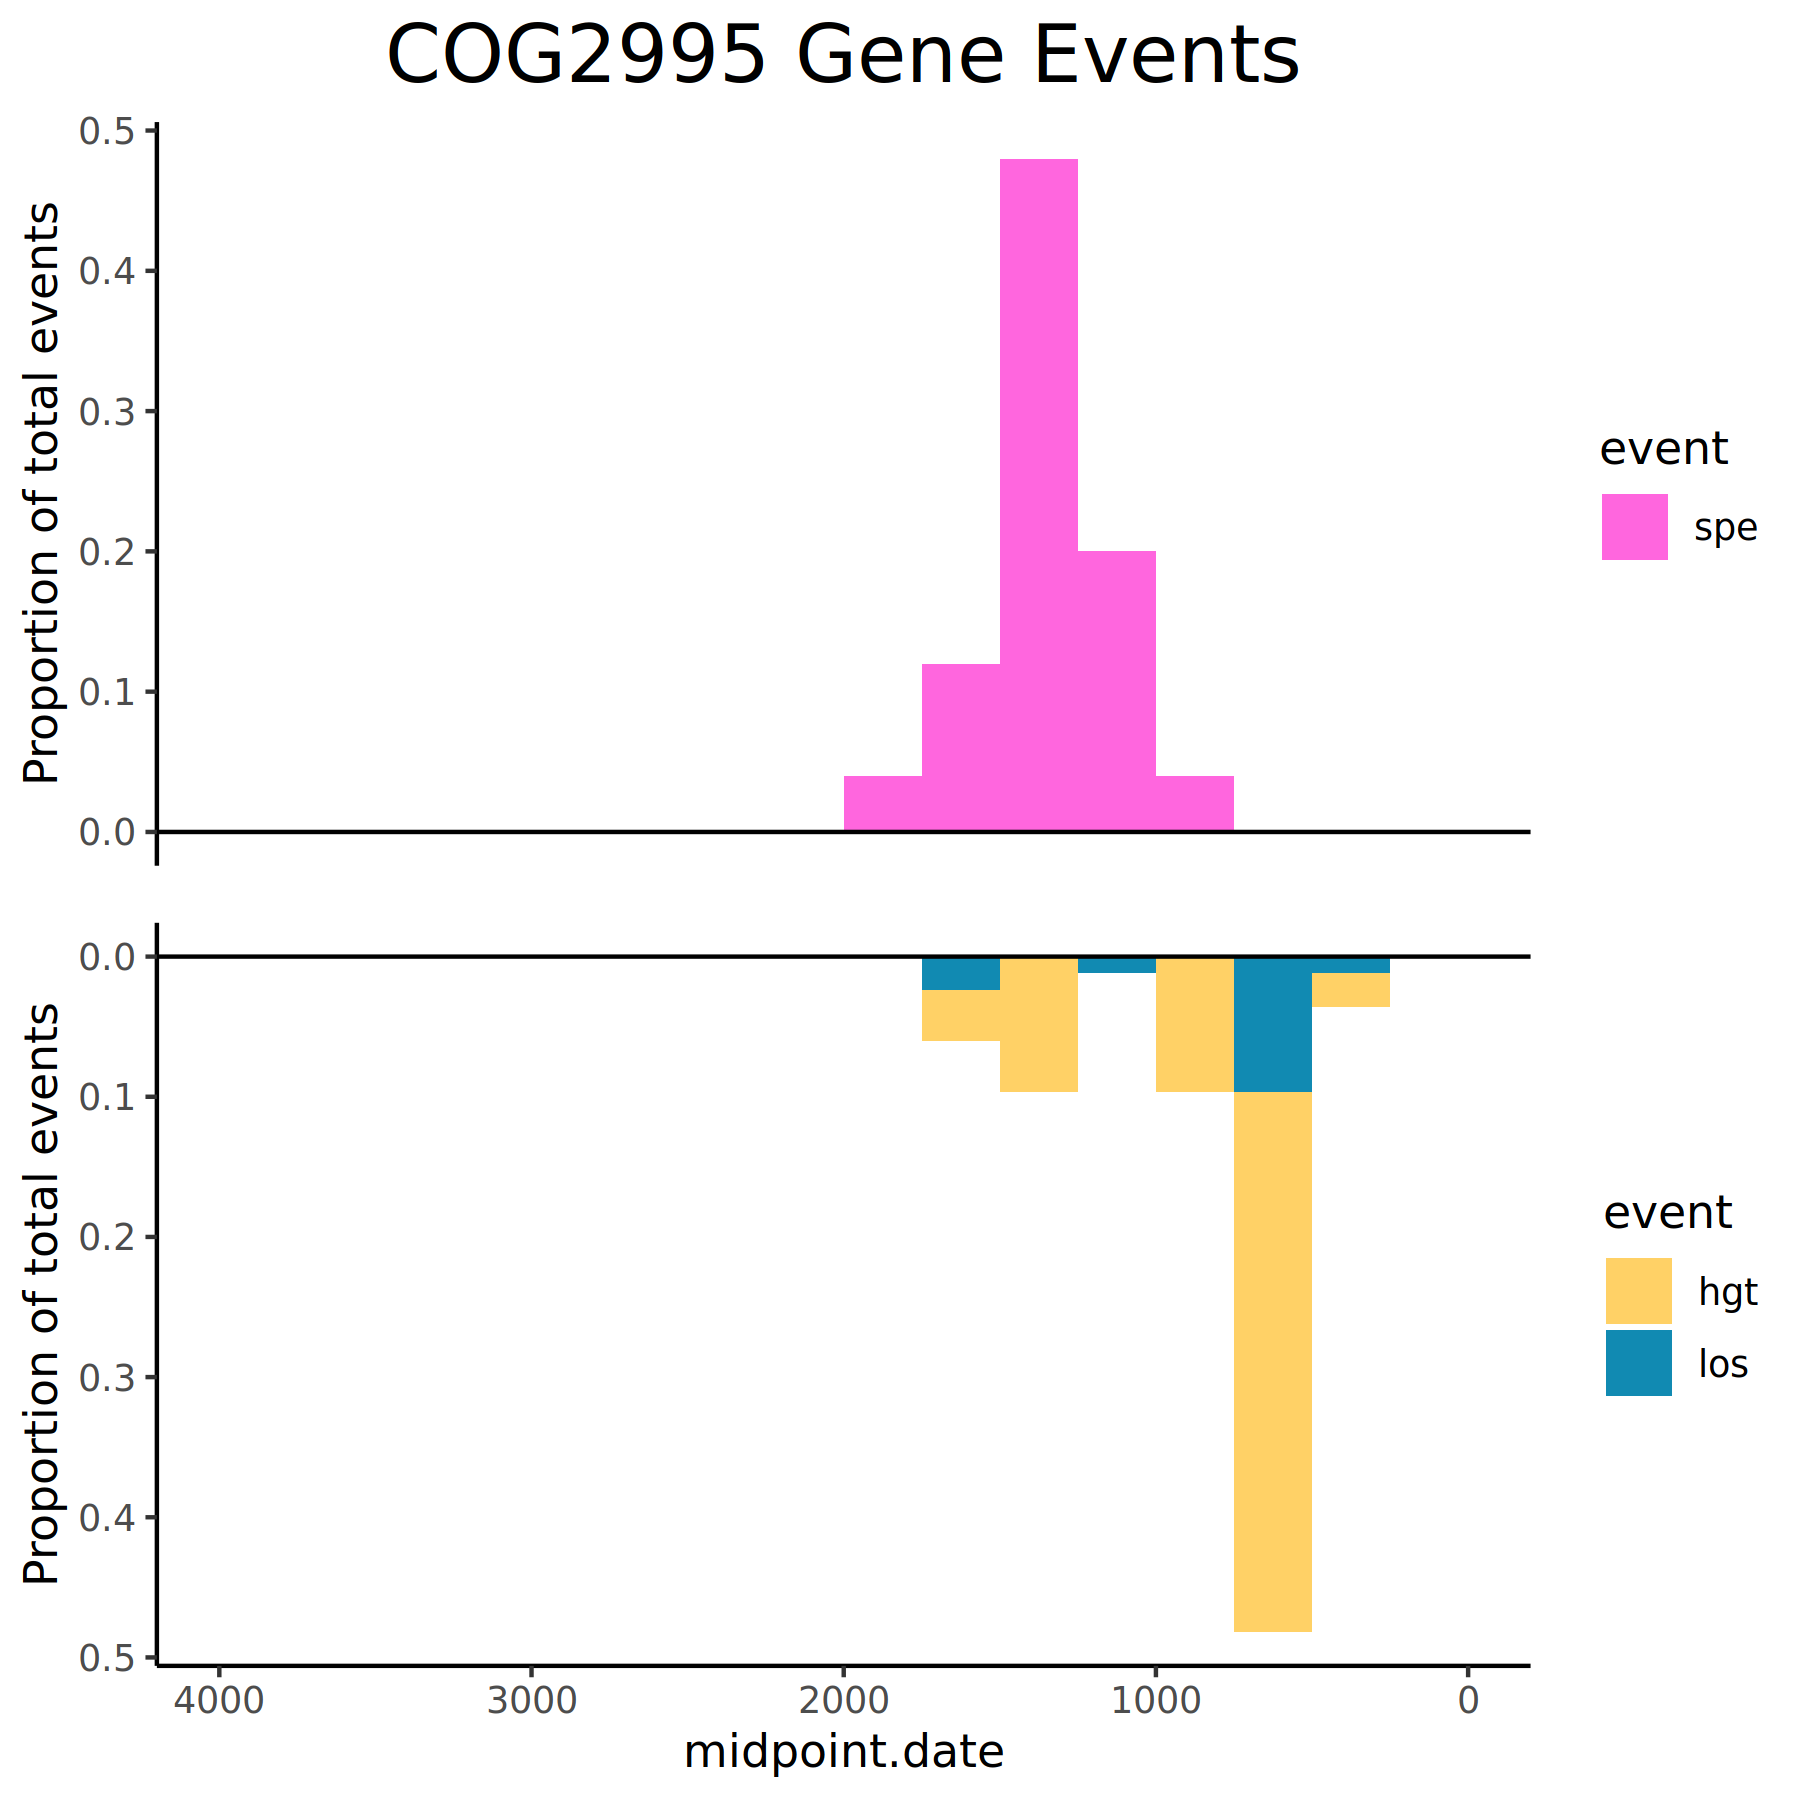 COG2995 Gene Events
Proportion of total events
0.5
0.4
0.3
0.2
0.1
0.0
event
spe
Proportion of total events
0.0
0.1
0.2
0.3
0.4
0.5
event
hgt
los
4000 3000 2000 1000 0
midpoint.date